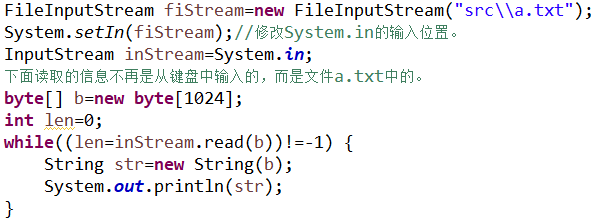 FileInputStream fiStream=new FileInputStream("src\\a.txt");
System.setIn(fiStream);//修改System.in的输入位置。
InputStream inStream=System.in;
下面读取的信息不再是从键盘中输入的，而是文件a.txt中的。
byte[] b=new byte[1024];
int len=0;
while((len=inStream.read(b))!=-1) {
    String str=new String(b);
    System.out.println(str);
}